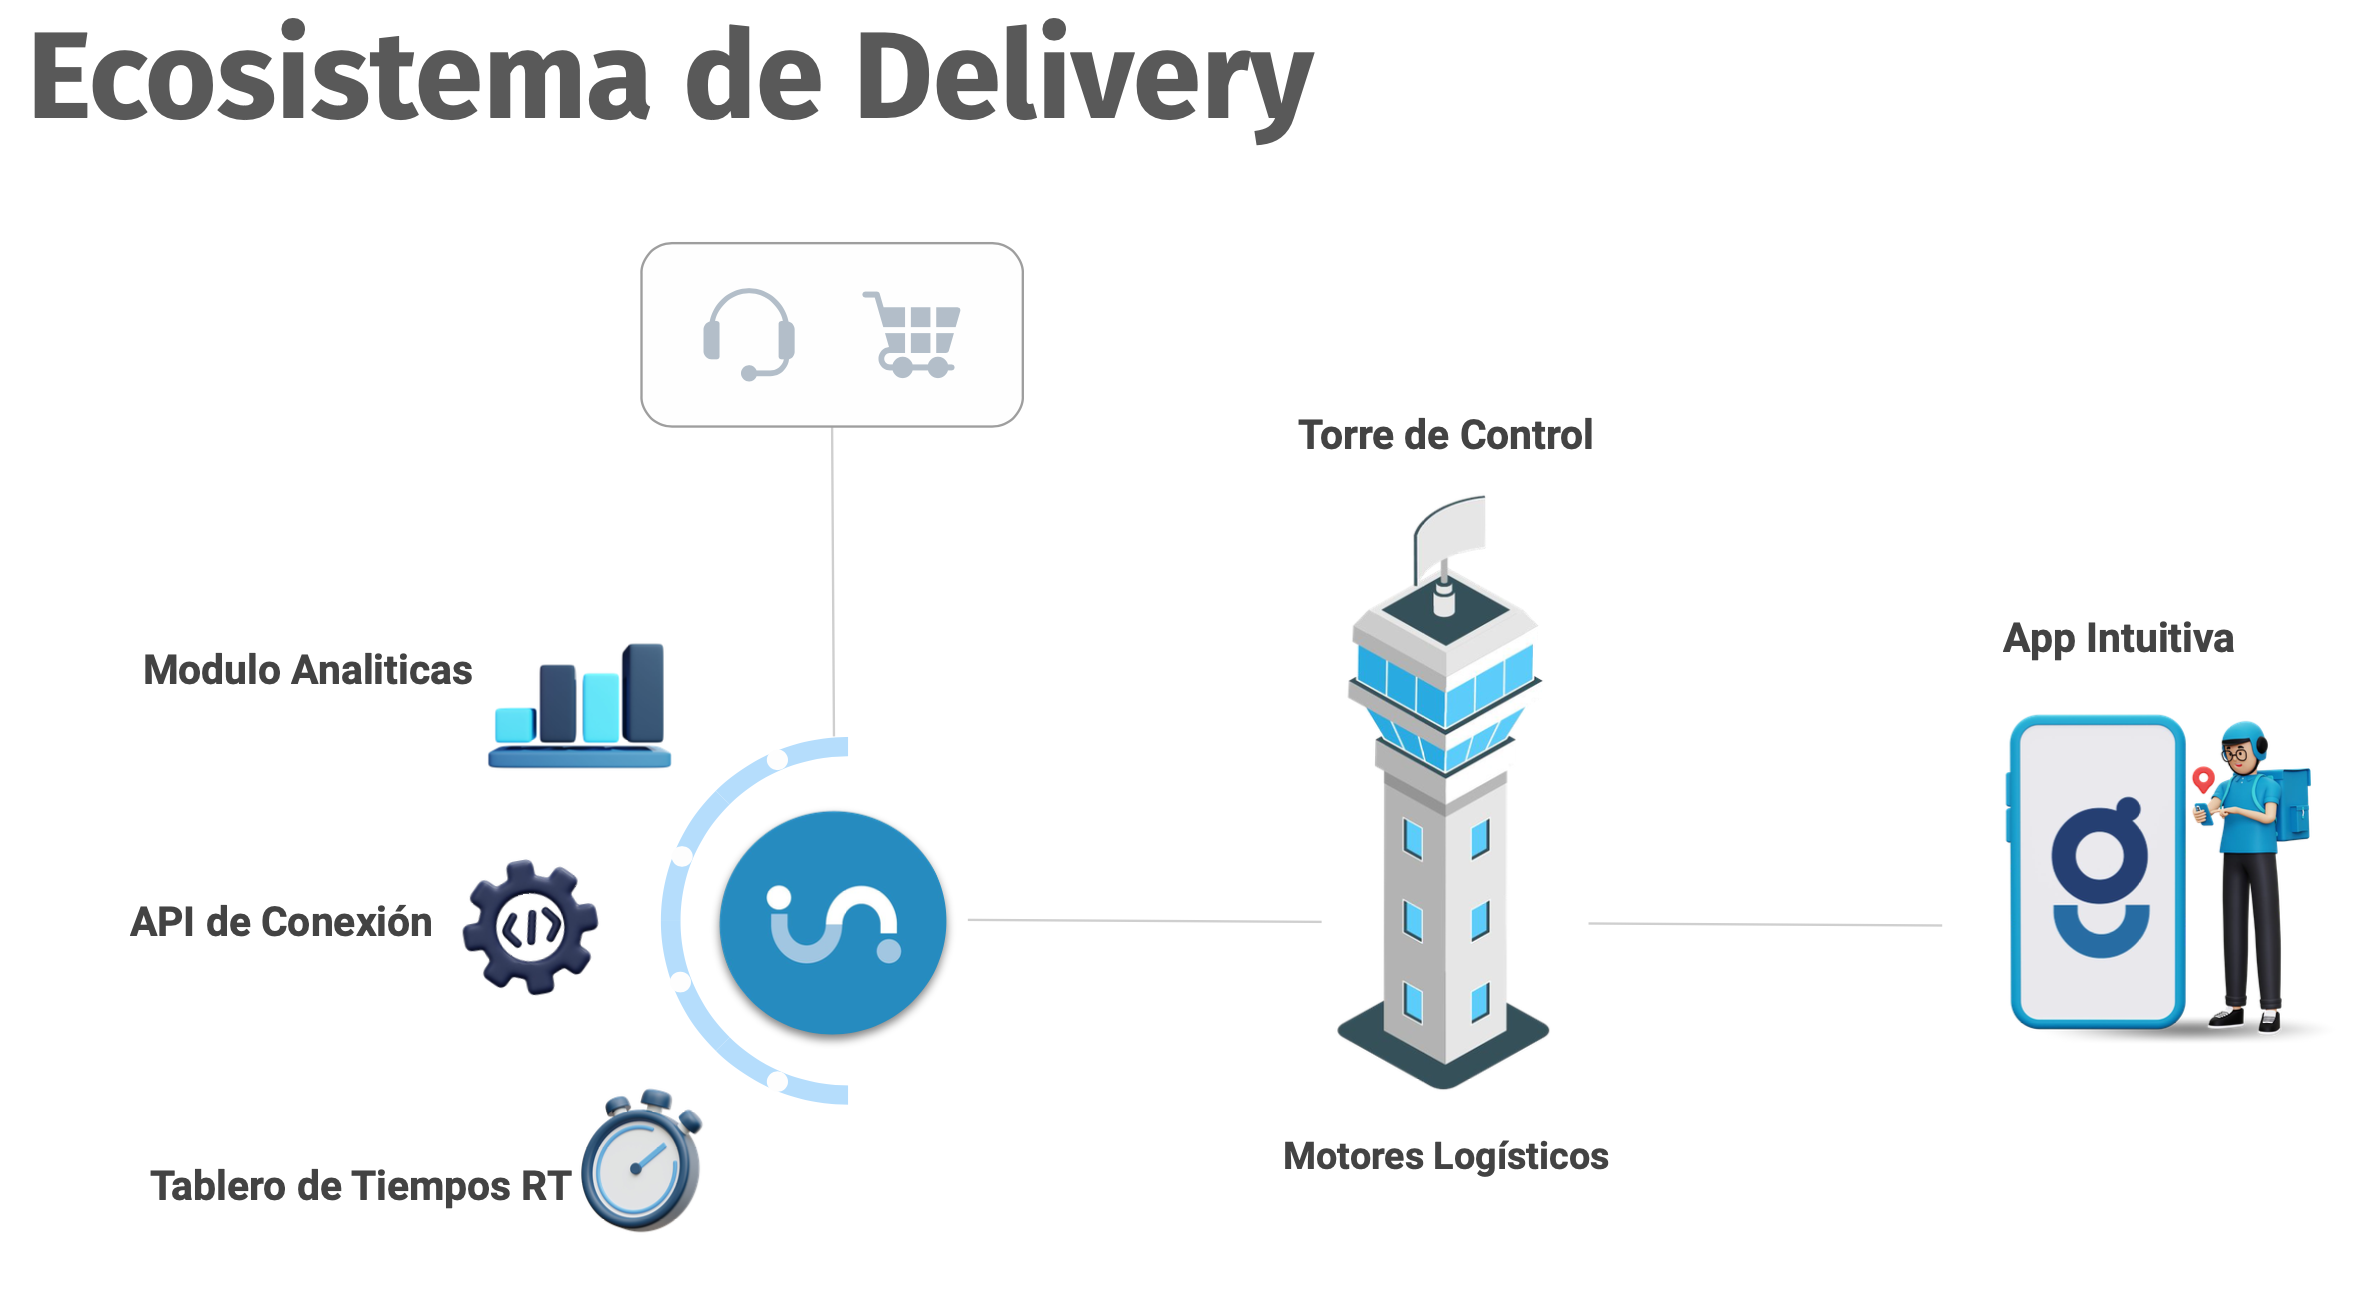 Ecosistema de Delivery
Torre de Control
App Intuitiva
Modulo Analiticas
API de Conexión
Motores Logísticos
Tablero de Tiempos RT